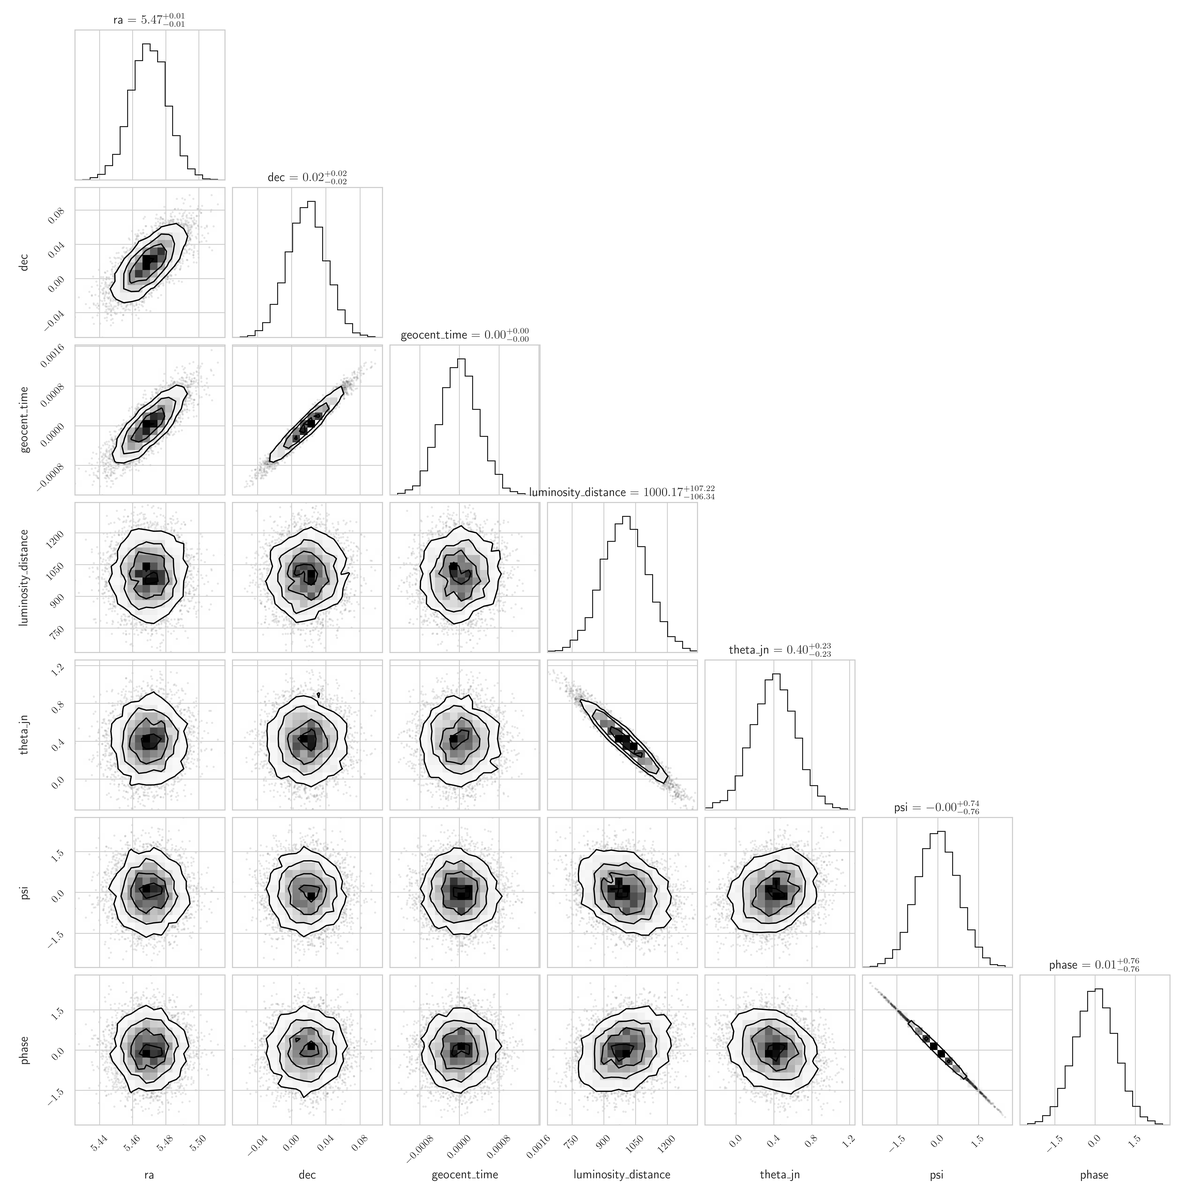 ra = 5.47+0.01−0.01
dec = 0.02+0.02−0.02
0.08
0.04
0.00
−0.04
dec
geocent_time = 0.00+0.00−0.00
0.0016
0.0008
0.0000
−0.0008
geocent_time
luminosity_distance = 1000.17+107.22−106.34
1200
1050
900
750
luminosity_distance
theta_jn = 0.40+0.23−0.23
1.2
0.8
0.4
0.0
theta_jn
psi = −0.00+0.74−0.76
1.5
0.0
−1.5
psi
phase = 0.01+0.76−0.76
1.5
0.0
−1.5
phase
5.44 5.46 5.48 5.50 −0.04 0.00 0.04 0.08 −0.0008 0.0000 0.0008 0.0016 750 900 1050 1200 0.0 0.4 0.8 1.2 −1.5 0.0 1.5 −1.5 0.0 1.5
ra dec geocent_time luminosity_distance theta_jn psi phase